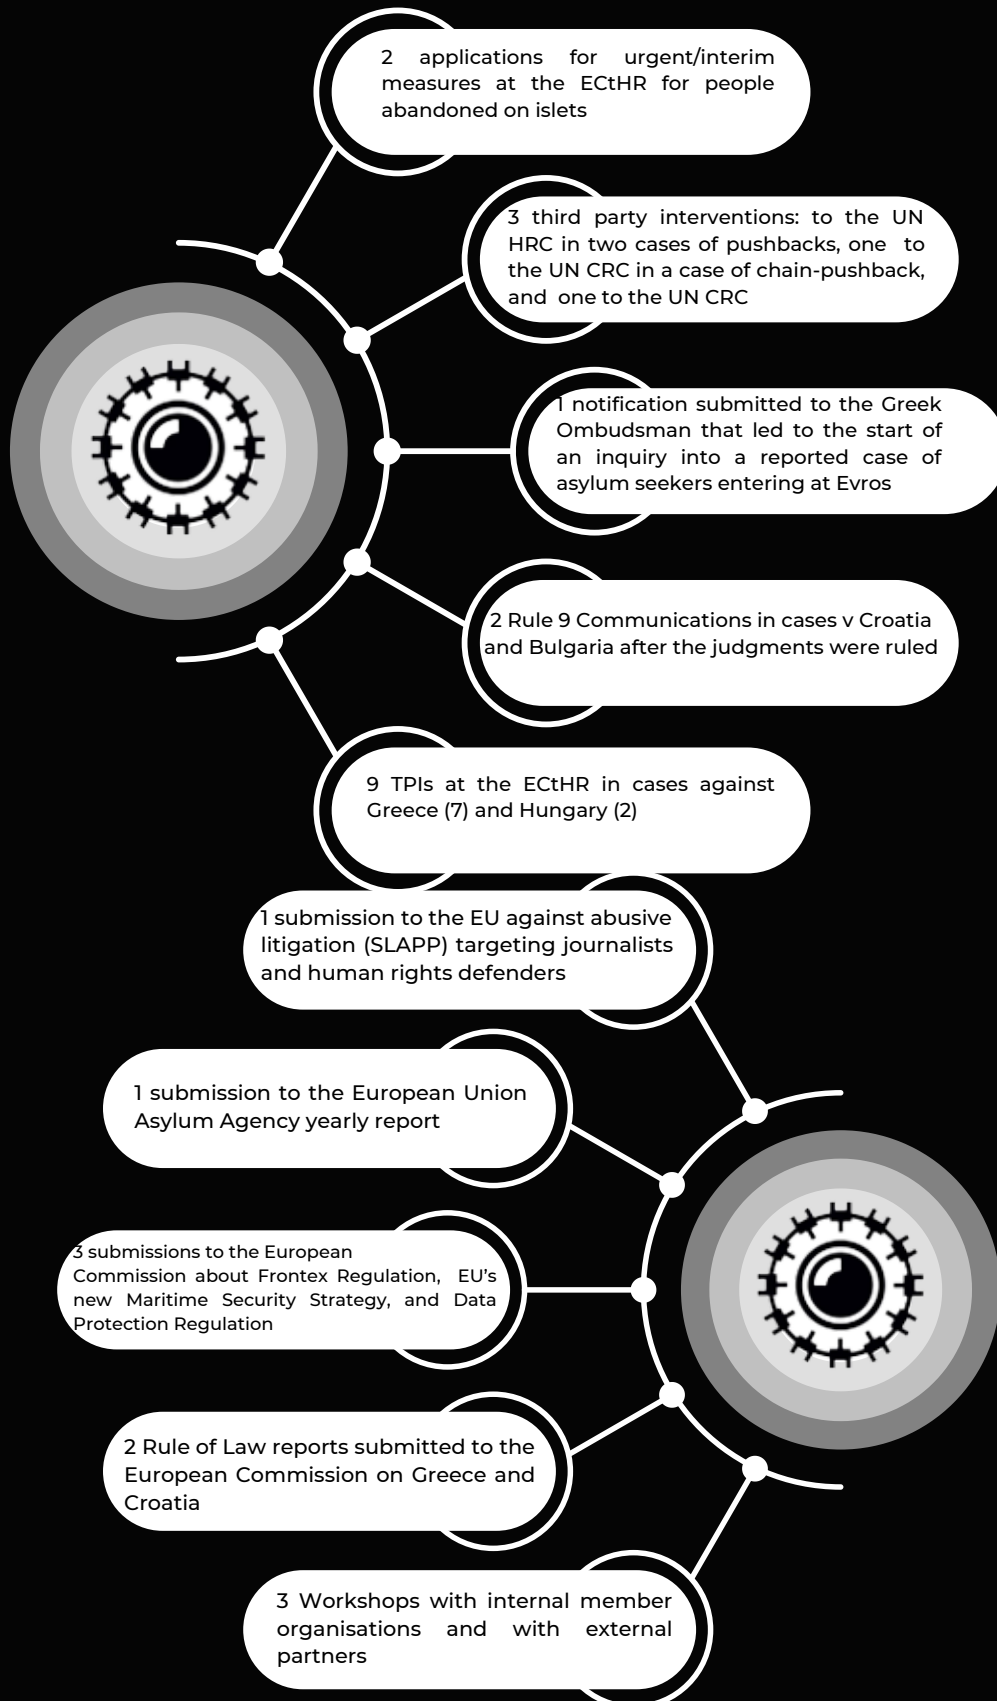 2 applications for urgent/interim
measures at the ECtHR for people
abandoned on islets
3 third party interventions: to the UN
HRC in two cases of pushbacks, one to
the UN CRC in a case of chain-pushback,
and one to the UN CRC
1 notification submitted to the Greek
Ombudsman that led to the start of
an inquiry into a reported case of
asylum seekers entering at Evros
2 Rule 9 Communications in cases v Croatia
and Bulgaria after the judgments were ruled
9 TPIs at the ECtHR in cases against
Greece (7) and Hungary (2)
1 submission to the EU against abusive
litigation (SLAPP) targeting journalists
and human rights defenders
1 submission to the European Union
Asylum Agency yearly report
3 submissions to the European
Commission about Frontex Regulation, EU's
new Maritime Security Strategy, and Data
Protection Regulation
2 Rule of Law reports submitted to the
European Commission on Greece and
Croatia
3 Workshops with internal member
organisations and with external
partners